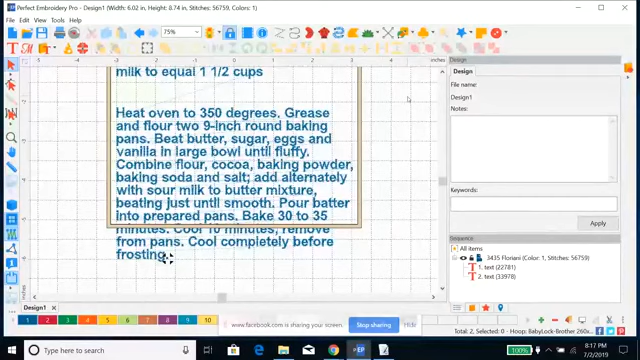 Perfect Embroidery Pro - Design1 (Width: 6.02 in, Height: 8.74 in, Stitches: 56759)
Edit View Tools Help
75%
inches
Design
Design
File name:
Design1
Notes:
Keywords:
Apply
Sequence
All items
3435 Floriani (Color: 1, Stitches: 56759)
1. text (22781)
2. text (33978)
milk to equal 1 1/2 cups
Heat oven to 350 degrees. Grease
and flour two 9-inch round baking
pans. Beat butter, sugar, eggs and
vanilla in large bowl until fluffy.
Combine flour, cocoa, baking powder,
baking soda and salt; add alternately
with sour milk to butter mixture,
beating just until smooth. Pour batter
into prepared pans. Bake 30 to 35
minutes. Cool 10 minutes, remove
from pans. Cool completely before
frosting.
inches
Design1
1 2 3 4 5 6 7 8 9 10
www.facebook.com is sharing your screen.
Stop sharing
Hide
Total: 2, Selected: 0 - Hoop: BabyLock-Brother 260x
Type here to search
100%
8:17 PM
7/2/2019